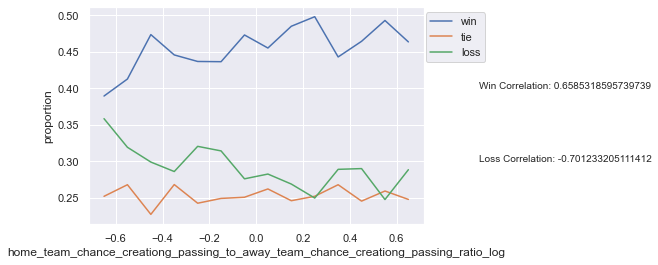 0.50
win
tie
0.45
loss
0.40
Win Correlation: 0.6585318595739739
proportion
0.35
0.30
Loss Correlation: -0.701233205111412
0.25
−0.6 −0.4 −0.2 0.0 0.2 0.4 0.6
home_team_chance_creationg_passing_to_away_team_chance_creationg_passing_ratio_log